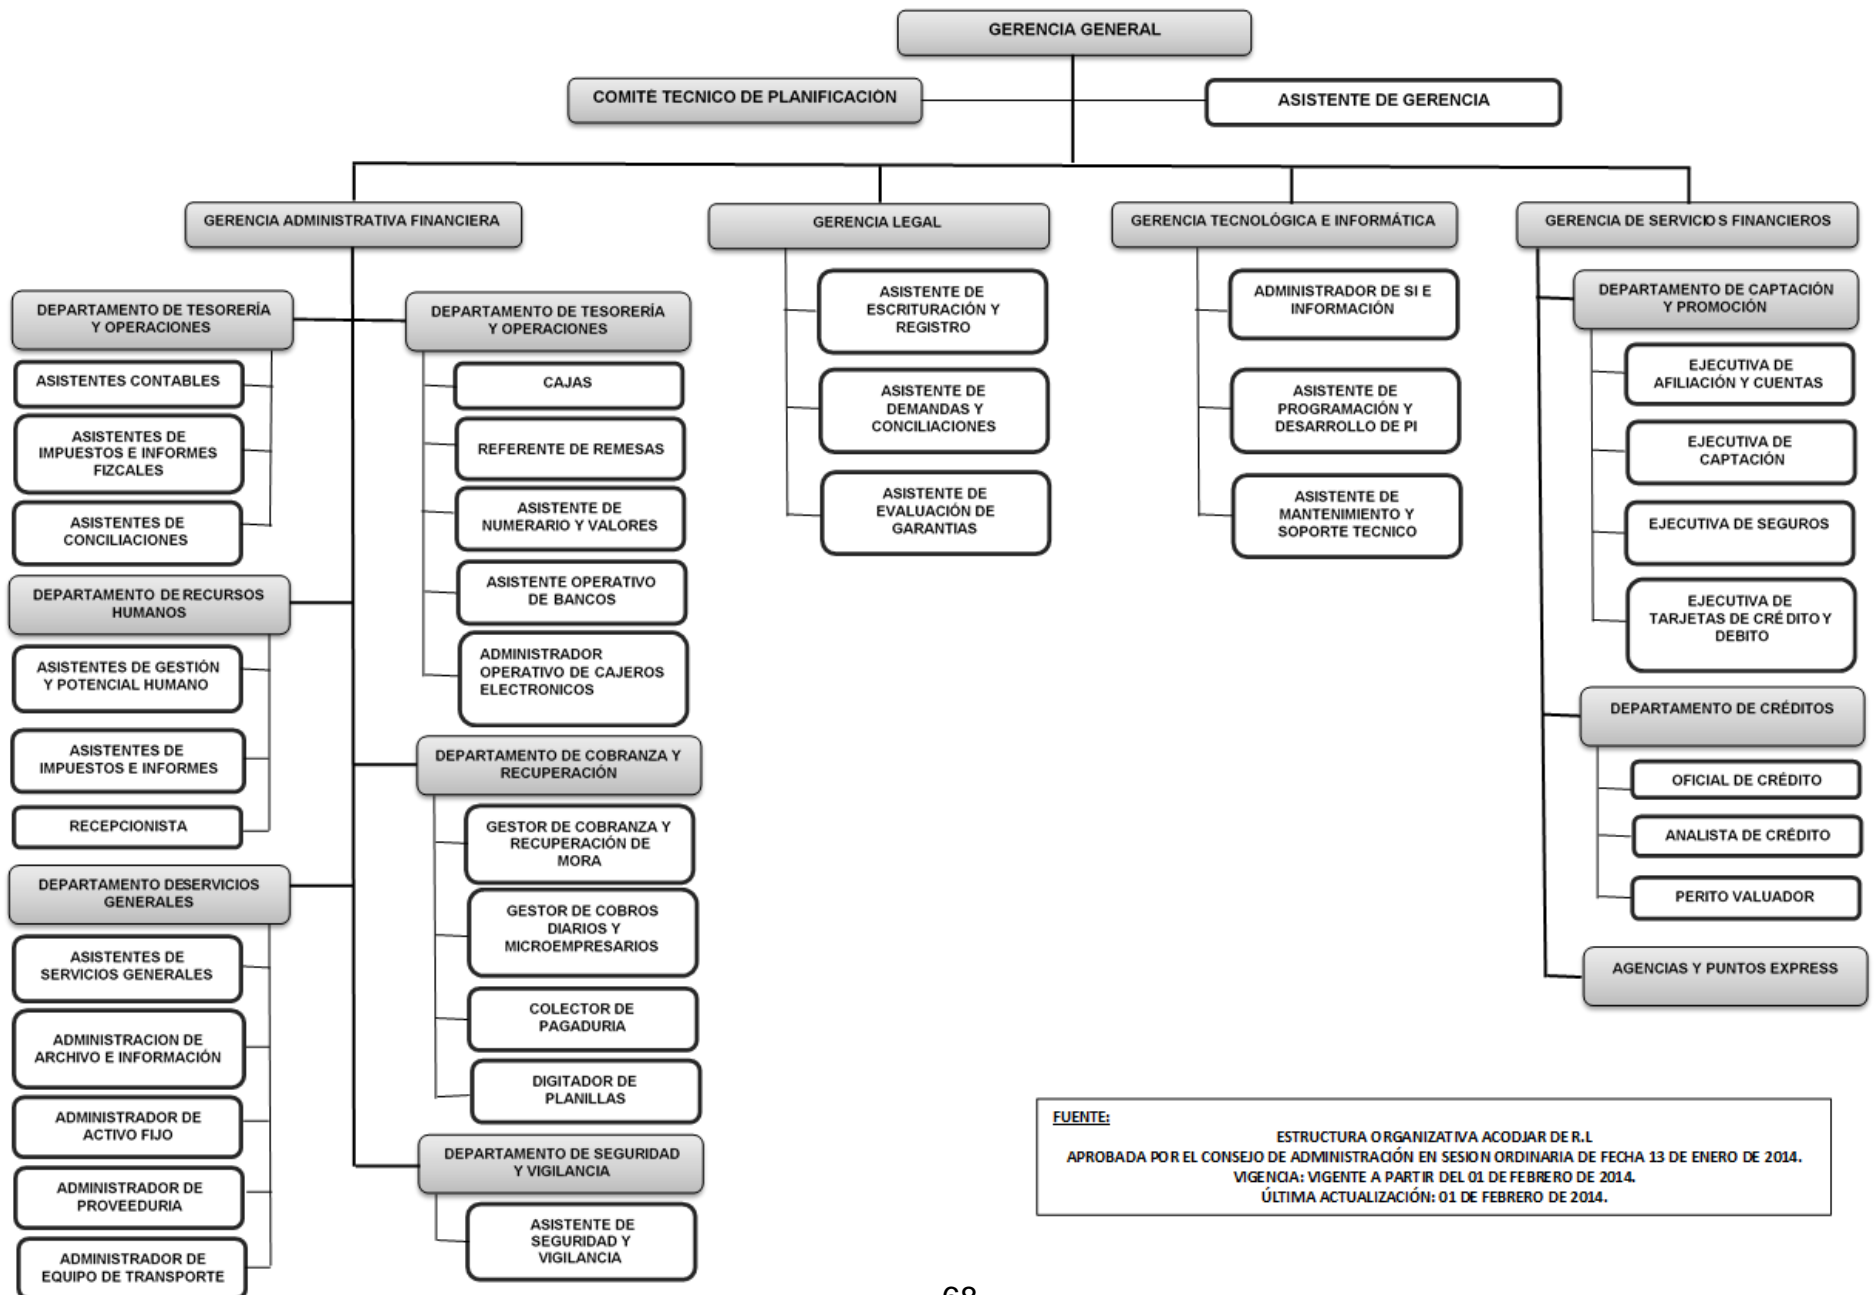 GERENCIA GENERAL
COMITÉ TECNICO DE PLANIFICACIÓN
ASISTENTE DE GERENCIA
GERENCIA ADMINISTRATIVA FINANCIERA
DEPARTAMENTO DE TESORERÍA
Y OPERACIONES
ASISTENTES CONTABLES
ASISTENTES DE
IMPUESTOS E INFORMES
FIZCALES
ASISTENTES DE
CONCILIACIONES
DEPARTAMENTO DE RECURSOS
HUMANOS
ASISTENTES DE GESTIÓN
Y POTENCIAL HUMANO
ASISTENTES DE
IMPUESTOS E INFORMES
RECEPCIONISTA
DEPARTAMENTO DESERVICIOS
GENERALES
ASISTENTES DE
SERVICIOS GENERALES
ADMINISTRACION DE
ARCHIVO E INFORMACIÓN
ADMINISTRADOR DE
ACTIVO FIJO
ADMINISTRADOR DE
PROVEEDURIA
ADMINISTRADOR DE
EQUIPO DE TRANSPORTE
DEPARTAMENTO DE TESORERÍA
Y OPERACIONES
CAJAS
REFERENTE DE REMESAS
ASISTENTE DE
NUMERARIO Y VALORES
ASISTENTE OPERATIVO
DE BANCOS
ADMINISTRADOR
OPERATIVO DE CAJEROS
ELECTRONICOS
DEPARTAMENTO DE COBRANZA Y
RECUPERACIÓN
GESTOR DE COBRANZA Y
RECUPERACIÓN DE
MORA
GESTOR DE COBROS
DIARIOS Y
MICROEMPRESARIOS
COLECTOR DE
PAGADURIA
DIGITADOR DE
PLANILLAS
DEPARTAMENTO DE SEGURIDAD
Y VIGILANCIA
ASISTENTE DE
SEGURIDAD Y
VIGILANCIA
GERENCIA LEGAL
ASISTENTE DE
ESCRITURACIÓN Y
REGISTRO
ASISTENTE DE
DEMANDAS Y
CONCILIACIONES
ASISTENTE DE
EVALUACIÓN DE
GARANTIAS
GERENCIA TECNOLÓGICA E INFORMÁTICA
ADMINISTRADOR DE SI E
INFORMACIÓN
ASISTENTE DE
PROGRAMACIÓN Y
DESARROLLO DE PI
ASISTENTE DE
MANTENIMIENTO Y
SOPORTE TECNICO
GERENCIA DE SERVICIOS FINANCIEROS
DEPARTAMENTO DE CAPTACIÓN
Y PROMOCIÓN
EJECUTIVA DE
AFILIACIÓN Y CUENTAS
EJECUTIVA DE
CAPTACIÓN
EJECUTIVA DE SEGUROS
EJECUTIVA DE
TARJETAS DE CRÉDITO Y
DEBITO
DEPARTAMENTO DE CRÉDITOS
OFICIAL DE CRÉDITO
ANALISTA DE CRÉDITO
PERITO VALUADOR
AGENCIAS Y PUNTOS EXPRESS
FUENTE:
ESTRUCTURA ORGANIZATIVA ACODJAR DE R.L
APROBADA POR EL CONSEJO DE ADMINISTRACIÓN EN SESION ORDINARIA DE FECHA 13 DE ENERO DE 2014.
VIGENCIA: VIGENTE A PARTIR DEL 01 DE FEBRERO DE 2014.
ÚLTIMA ACTUALIZACIÓN: 01 DE FEBRERO DE 2014.